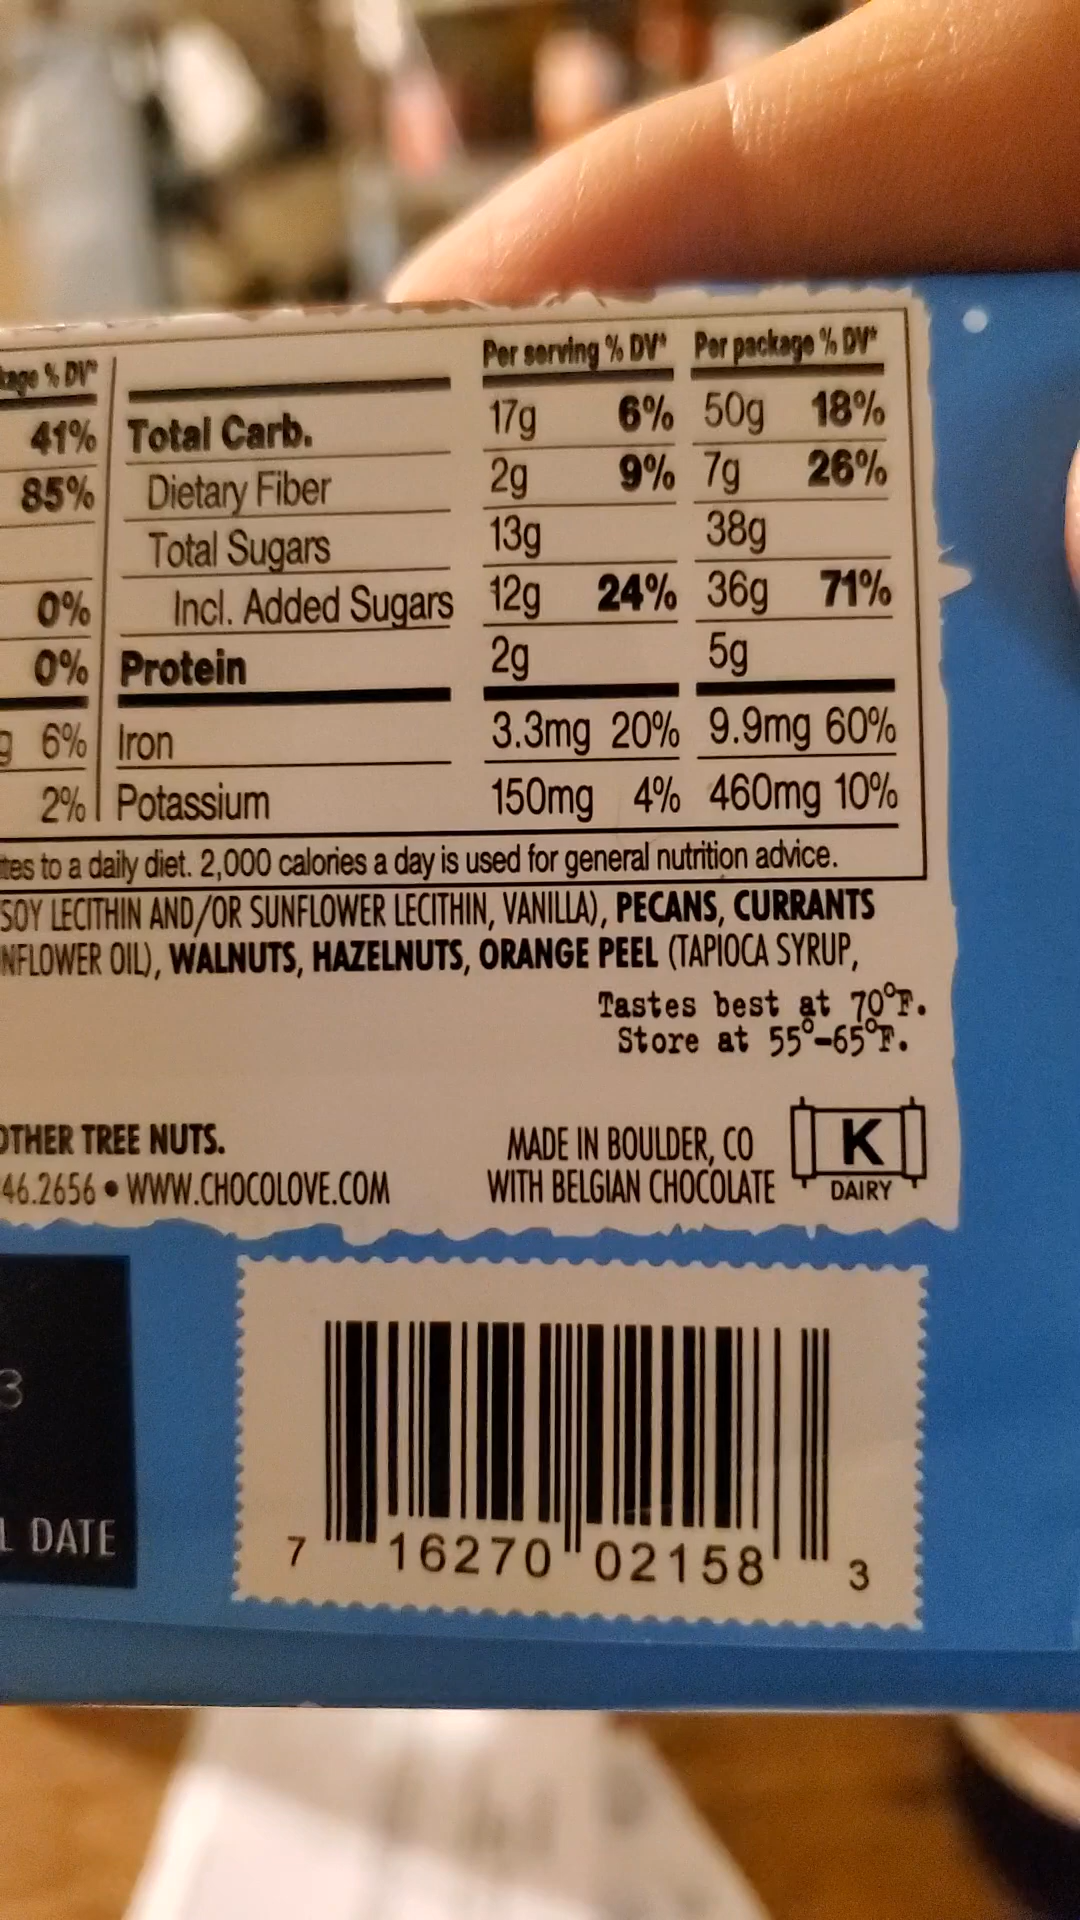 kage % DV*
Per serving % DV* Per package % DV*
41% Total Carb. 17g 6% 50g 18%
85% Dietary Fiber 2g 9% 7g 26%
Total Sugars 13g 38g
0% Incl. Added Sugars 12g 24% 36g 71%
0% Protein 2g 5g
g 6% Iron 3.3mg 20% 9.9mg 60%
2% Potassium 150mg 4% 460mg 10%
tes to a daily diet. 2,000 calories a day is used for general nutrition advice.
SOY LECITHIN AND/OR SUNFLOWER LECITHIN, VANILLA), PECANS, CURRANTS
NFLOWER OIL), WALNUTS, HAZELNUTS, ORANGE PEEL (TAPIOCA SYRUP,
Tastes best at 70°F.
Store at 55°-65°F.
OTHER TREE NUTS.
46.2656 • WWW.CHOCOLOVE.COM
MADE IN BOULDER, CO
WITH BELGIAN CHOCOLATE
K
DAIRY
3
L DATE
7 16270 02158 3